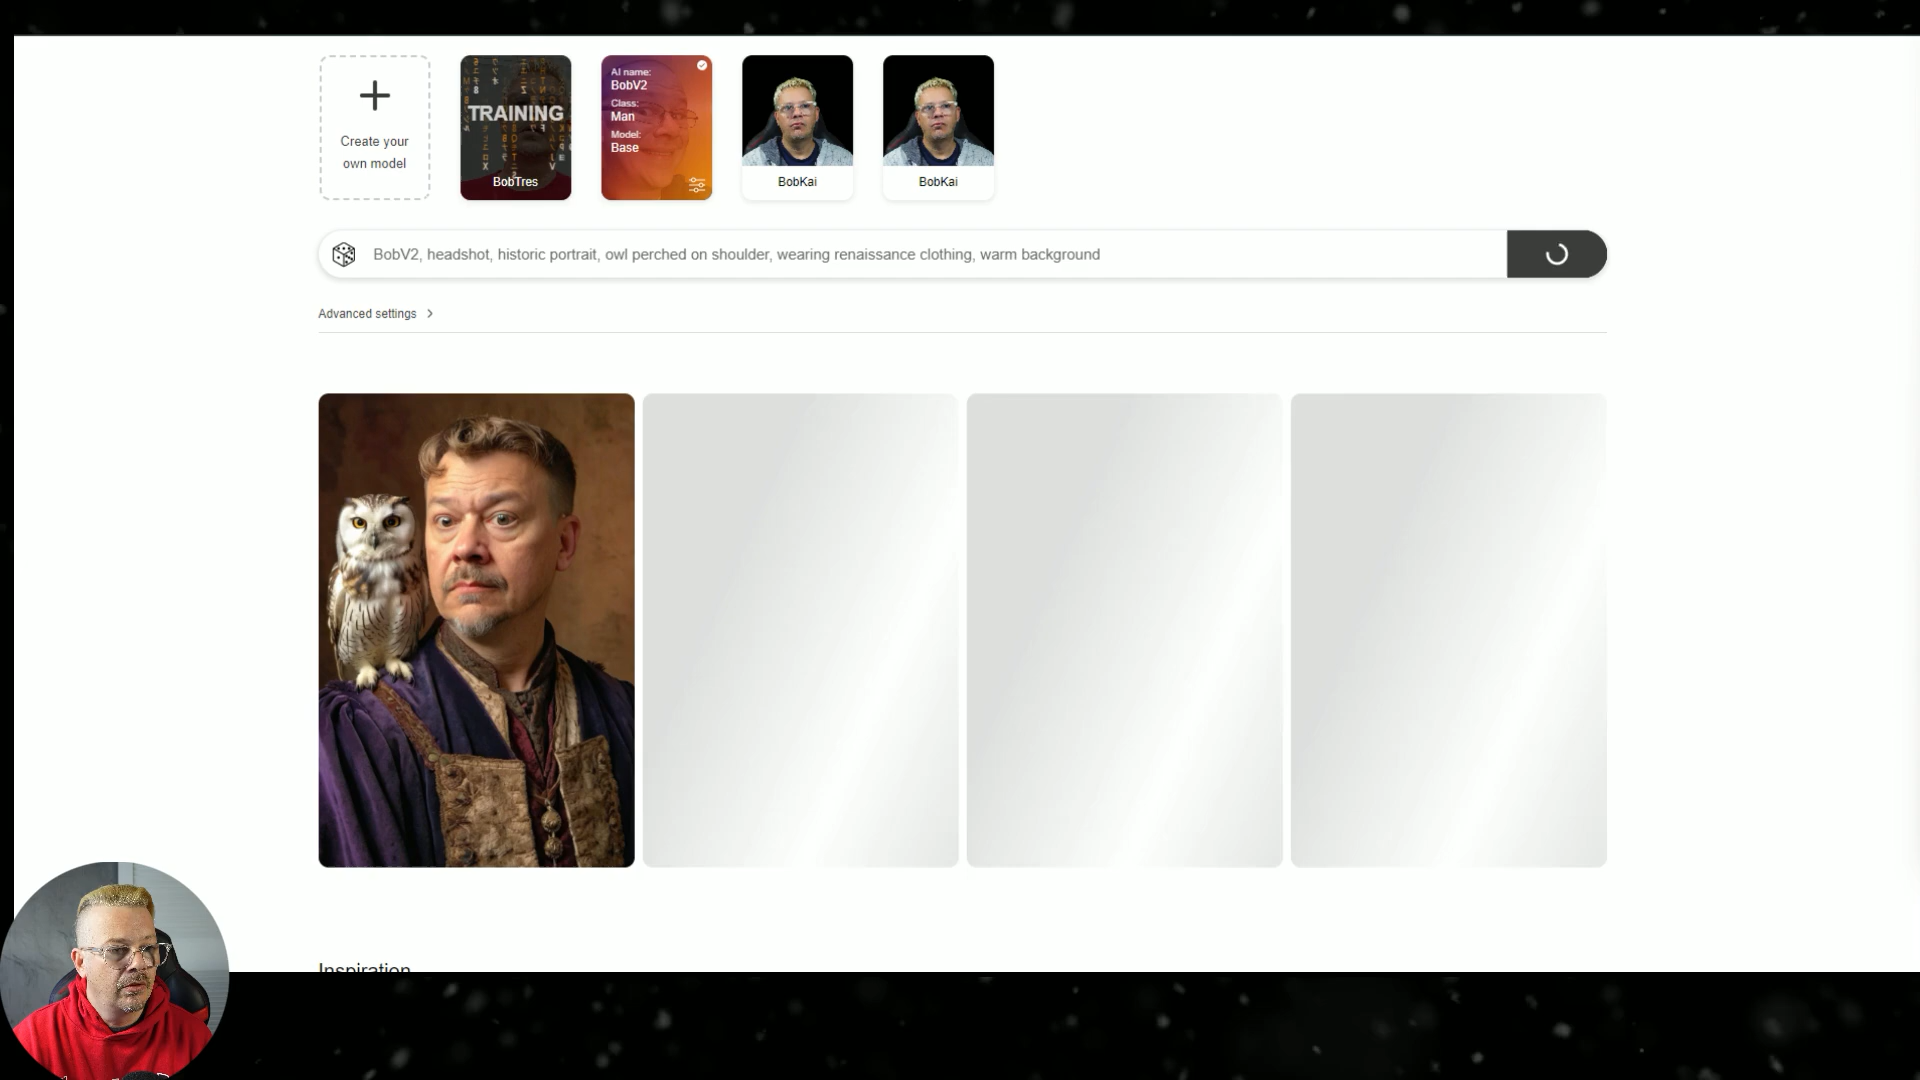 Create your
own model
TRAINING
BobTres
AI name:
BobV2
Class:
Man
Model:
Base
BobKai
BobKai
BobV2, headshot, historic portrait, owl perched on shoulder, wearing renaissance clothing, warm background
Advanced settings
Inspiration